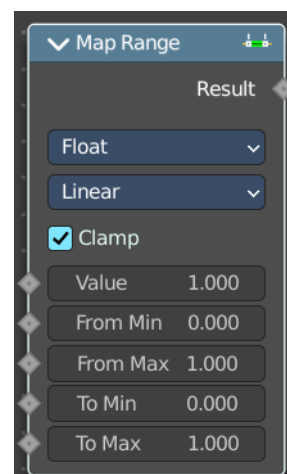 Map Range
Result
Float
Linear
Clamp
Value 1.000
From Min 0.000
From Max 1.000
To Min 0.000
To Max 1.000